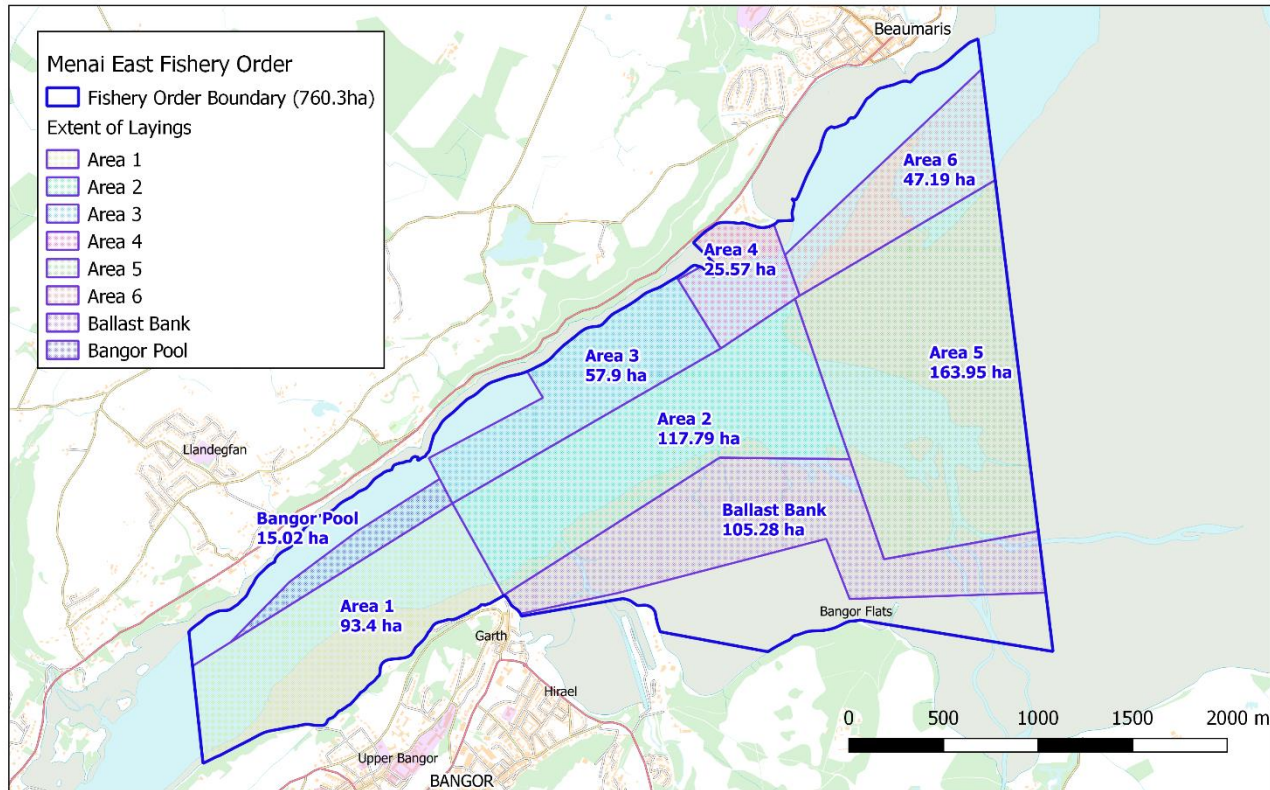 Menai East Fishery Order
Fishery Order Boundary (760.3ha)
Extent of Layings
Area 1
Area 2
Area 3
Area 4
Area 5
Area 6
Ballast Bank
Bangor Pool
Beaumaris
Area 6
47.19 ha
Area 4
25.57 ha
Area 3
57.9 ha
Area 5
163.95 ha
Area 2
117.79 ha
Llandegfan
Bangor Pool
15.02 ha
Ballast Bank
105.28 ha
Area 1
93.4 ha
Bangor Flats
Garth
Hirael
Upper Bangor
BANGOR
0 500 1000 1500 2000 m